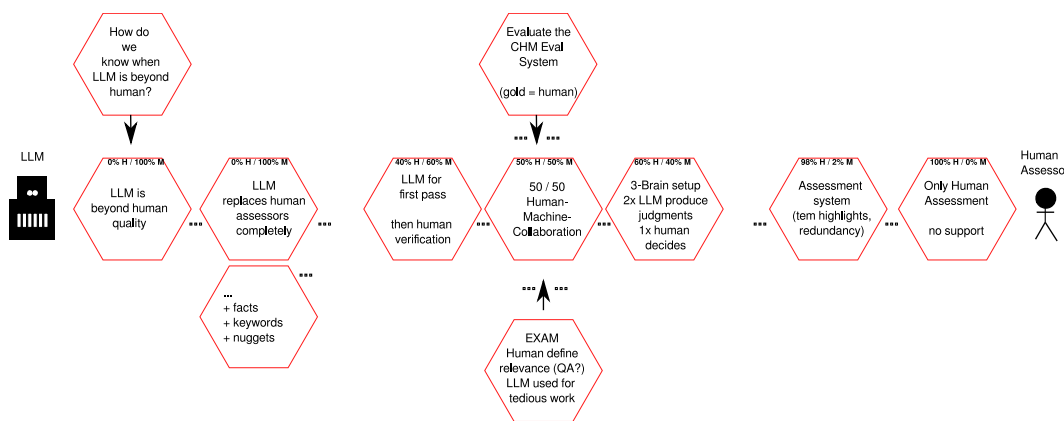 How do
we
know when
LLM is beyond
human?
Evaluate the
CHM Eval
System
(gold = human)
LLM
0% H / 100% M
LLM is
beyond human
quality
0% H / 100% M
LLM
replaces human
assessors
completely
...
+ facts
+ keywords
+ nuggets
40% H / 60% M
LLM for
first pass
then human
verification
50% H / 50% M
50 / 50
Human-
Machine-
Collaboration
60% H / 40% M
3-Brain setup
2x LLM produce
judgments
1x human
decides
EXAM
Human define
relevance (QA?)
LLM used for
tedious work
98% H / 2% M
Assessment
system
(tem highlights,
redundancy)
100% H / 0% M
Only Human
Assessment
no support
Human
Assesso